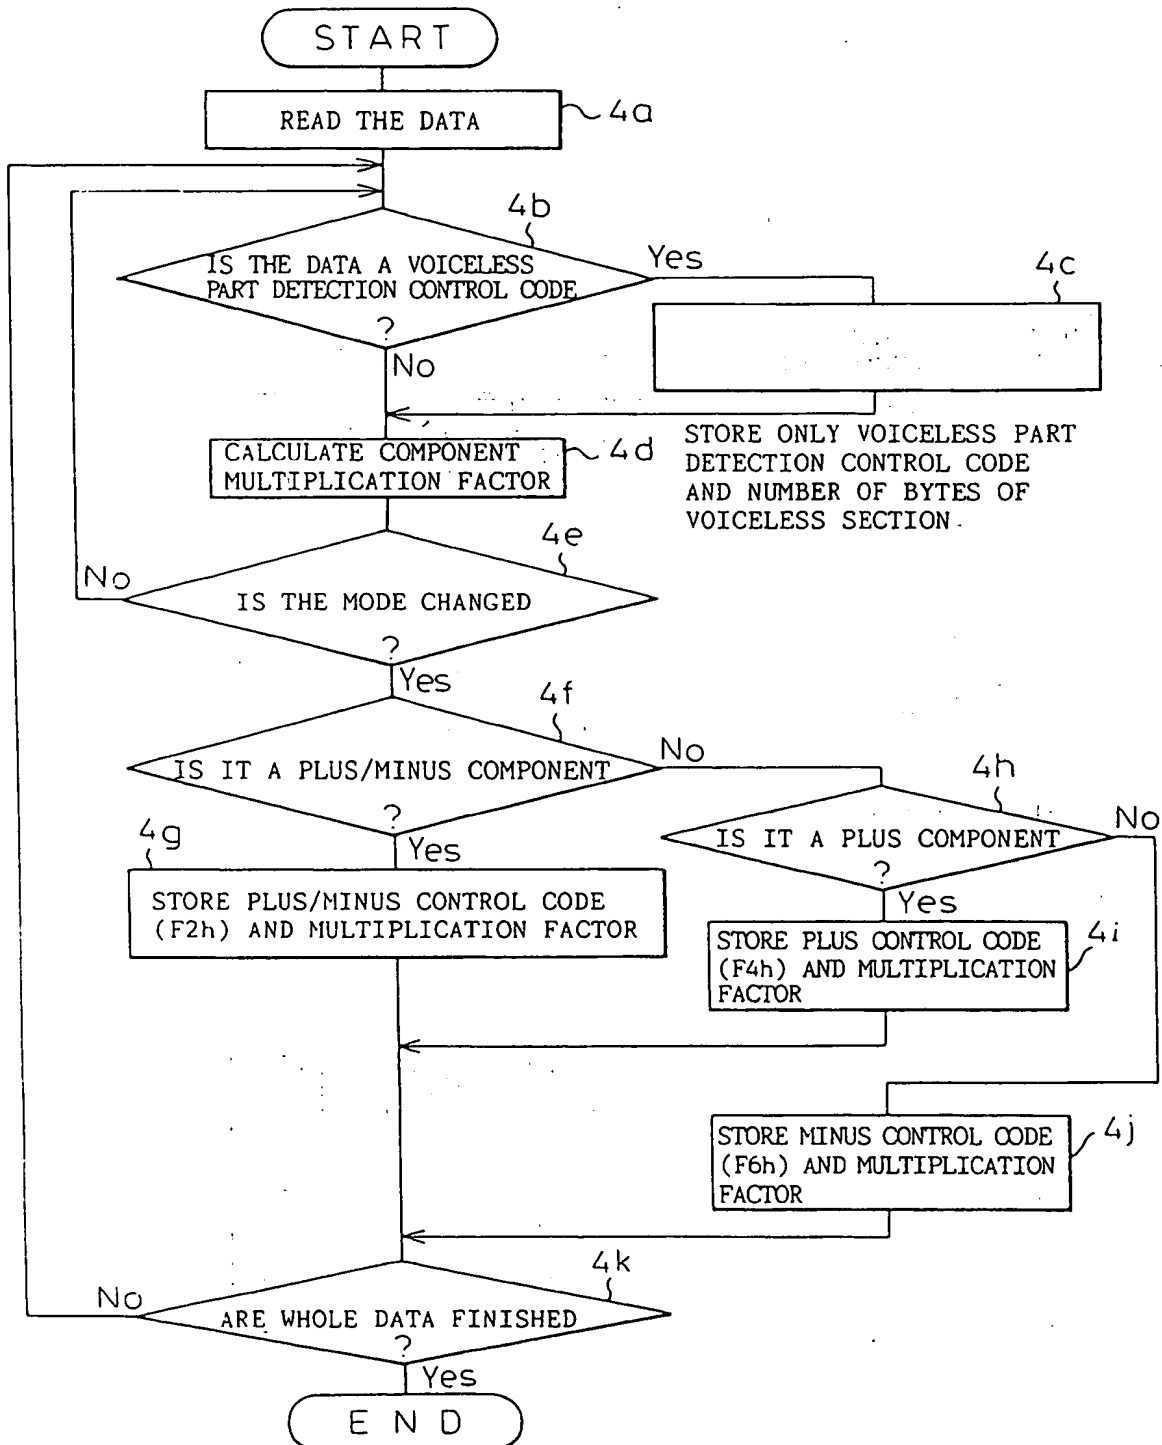 START
READ THE DATA
4a
4b
IS THE DATA A VOICELESS
PART DETECTION CONTROL CODE
?
Yes
No
4c
STORE ONLY VOICELESS PART
DETECTION CONTROL CODE
AND NUMBER OF BYTES OF
VOICELESS SECTION.
CALCULATE COMPONENT
MULTIPLICATION FACTOR
4d
4e
No
IS THE MODE CHANGED
?
Yes
4f
IS IT A PLUS/MINUS COMPONENT
?
No
Yes
4g
STORE PLUS/MINUS CONTROL CODE
(F2h) AND MULTIPLICATION FACTOR
4h
IS IT A PLUS COMPONENT
?
No
Yes
STORE PLUS CONTROL CODE
(F4h) AND MULTIPLICATION
FACTOR
4i
STORE MINUS CONTROL CODE
(F6h) AND MULTIPLICATION
FACTOR
4j
4k
No
ARE WHOLE DATA FINISHED
?
Yes
END